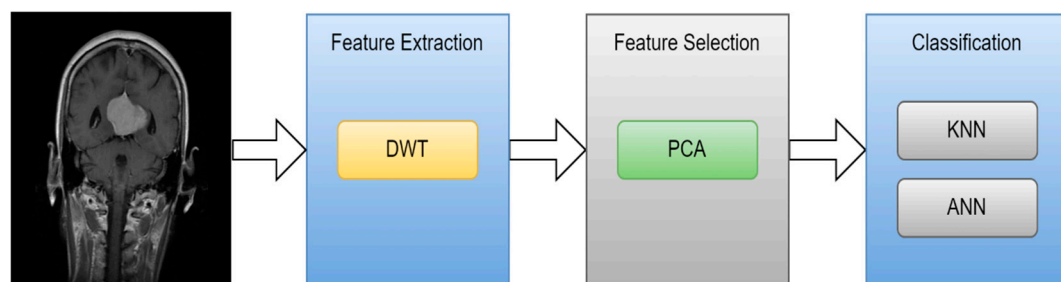 Feature Extraction
DWT
Feature Selection
PCA
Classification
KNN
ANN